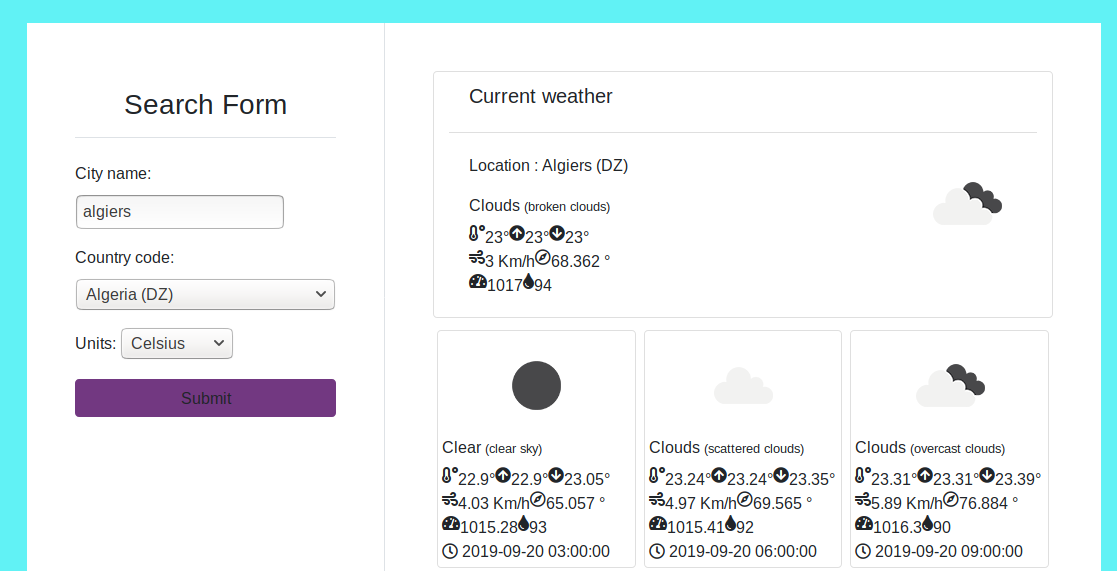 Search Form
City name:
algiers
Country code:
Algeria (DZ)
Units: Celsius
Submit
Current weather
Location : Algiers (DZ)
Clouds (broken clouds)
23° 23° 23°
3 Km/h 68.362 °
1017 94
Clear (clear sky)
22.9° 22.9° 23.05°
4.03 Km/h 65.057 °
1015.28 93
2019-09-20 03:00:00
Clouds (scattered clouds)
23.24° 23.24° 23.35°
4.97 Km/h 69.565 °
1015.41 92
2019-09-20 06:00:00
Clouds (overcast clouds)
23.31° 23.31° 23.39°
5.89 Km/h 76.884 °
1016.3 90
2019-09-20 09:00:00